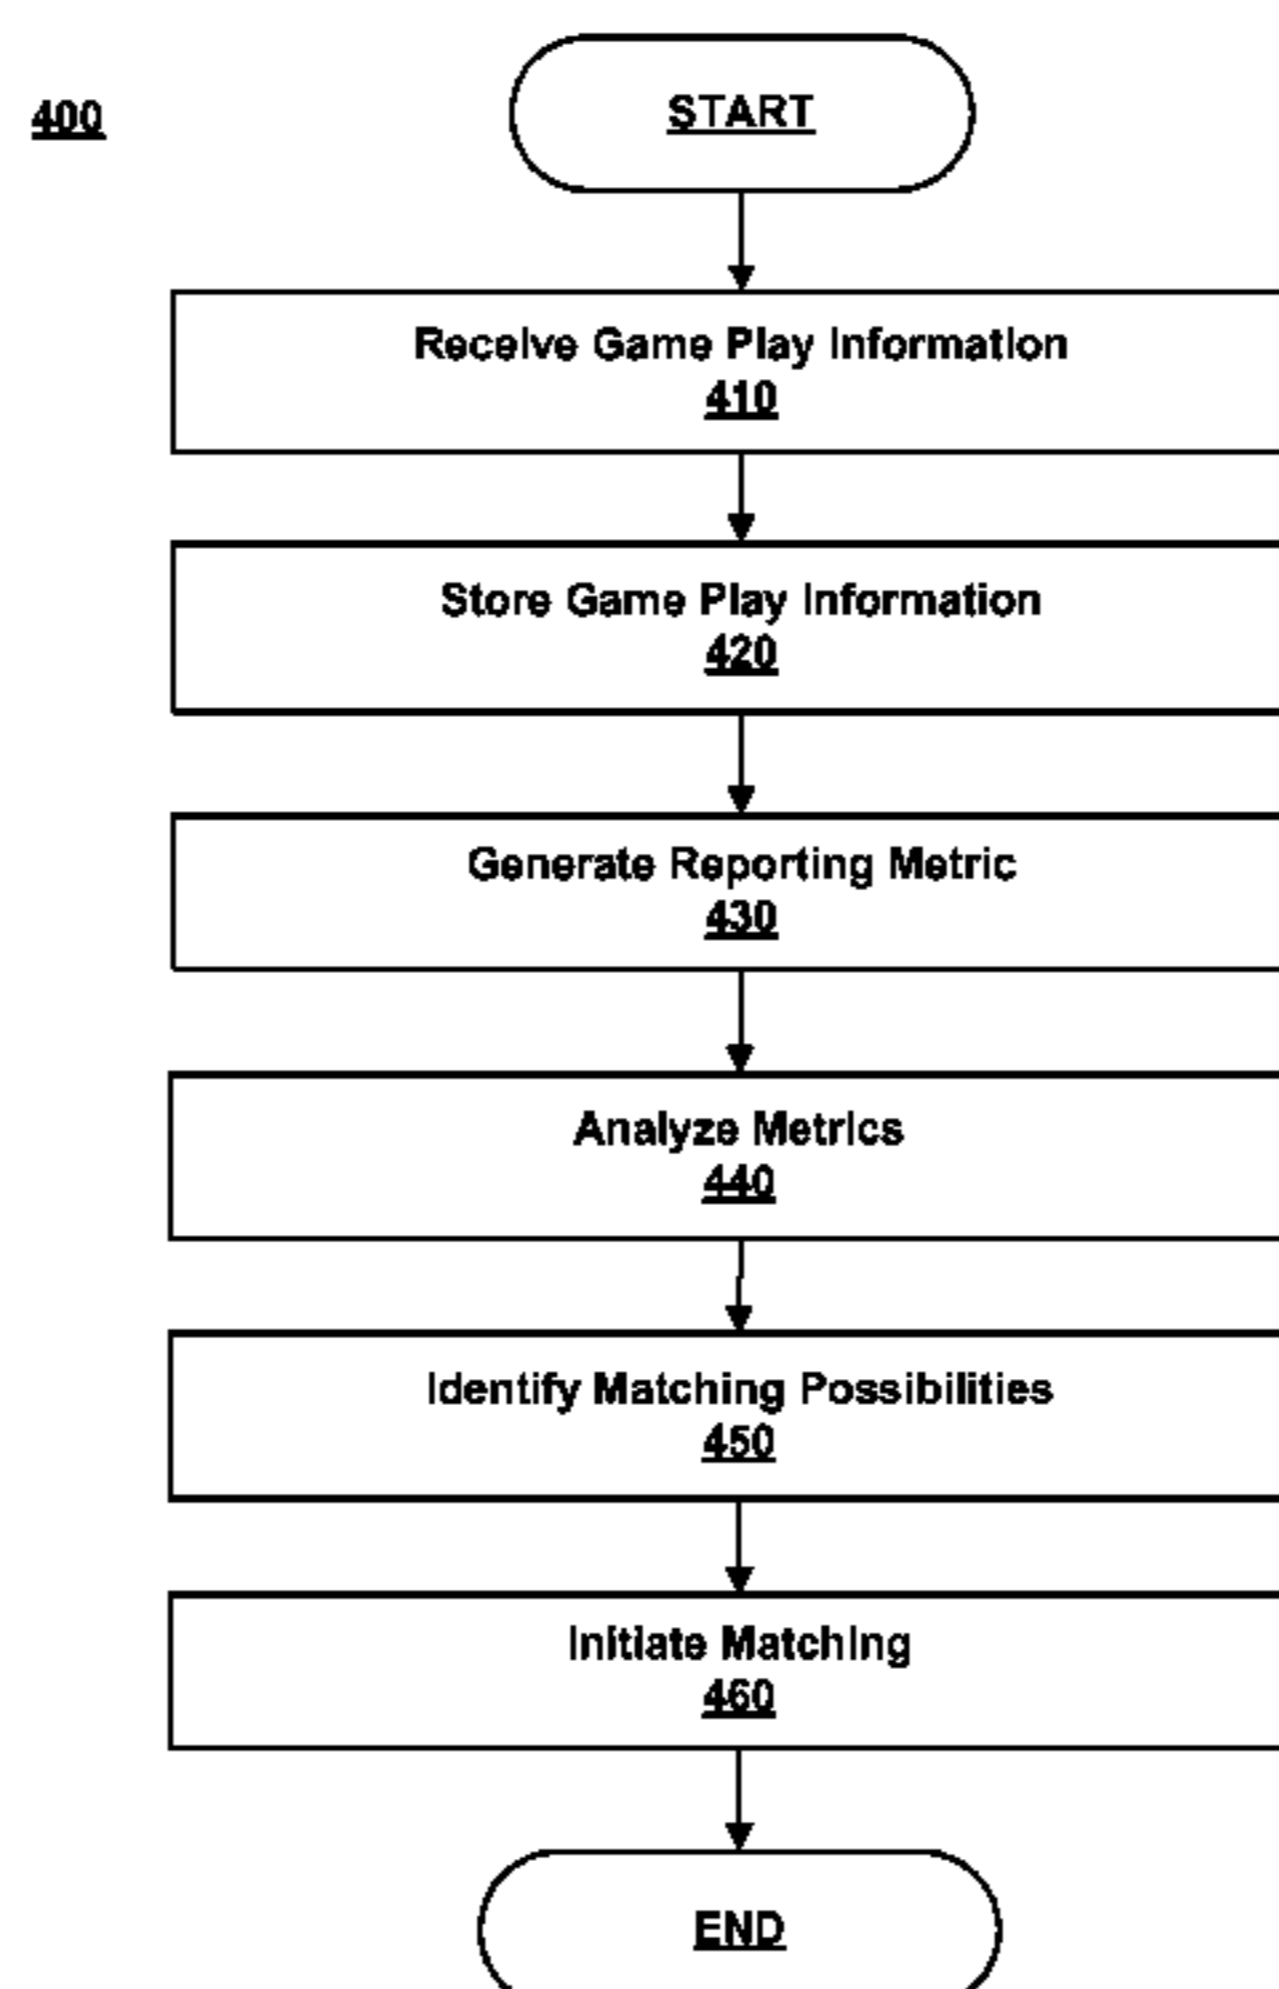 400
START
Receive Game Play Information
410
Store Game Play Information
420
Generate Reporting Metric
430
Analyze Metrics
440
Identify Matching Possibilities
450
Initiate Matching
460
END